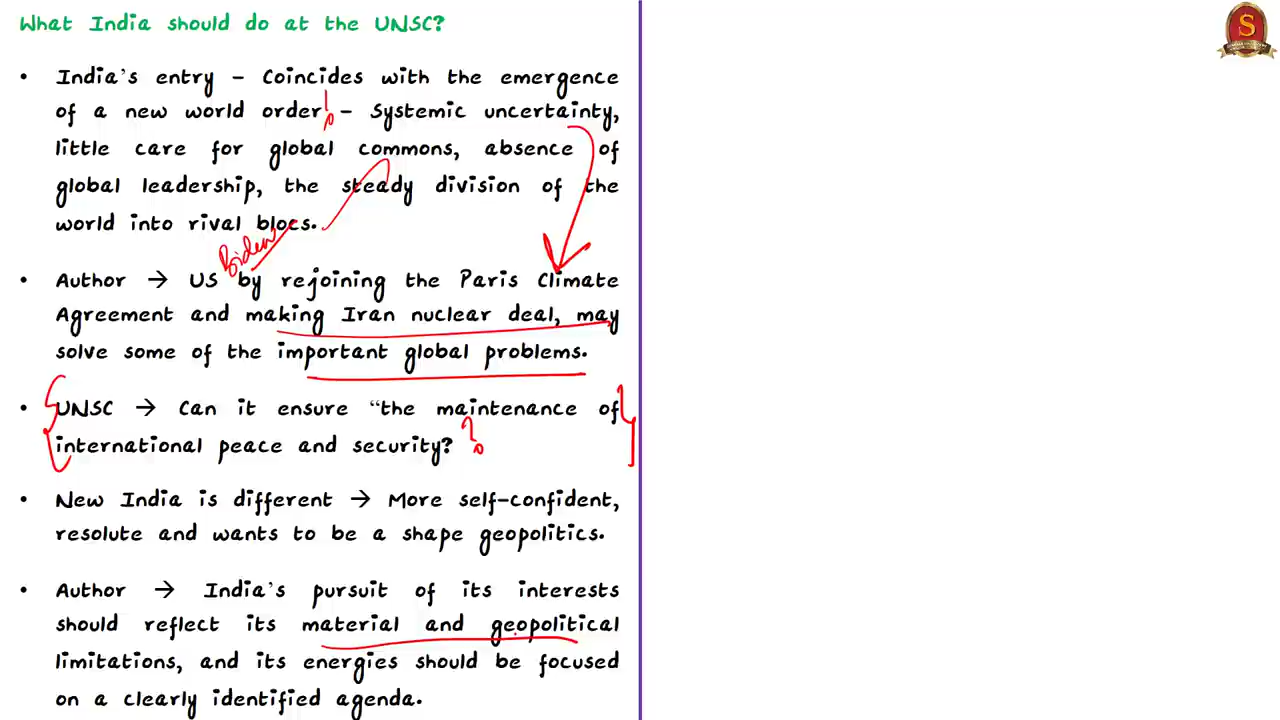 What India should do at the UNSC?
• India's entry – Coincides with the emergence
of a new world order! – Systemic uncertainty,
little care for global commons, absence of
global leadership, the steady division of the
world into rival blocs.
Biden
• Author → US by rejoining the Paris Climate
Agreement and making Iran nuclear deal, may
solve some of the important global problems.
• UNSC → Can it ensure “the maintenance of
international peace and security? ?
• New India is different → More self-confident,
resolute and wants to be a shape geopolitics.
• Author → India's pursuit of its interests
should reflect its material and geopolitical
limitations, and its energies should be focused
on a clearly identified agenda.
S